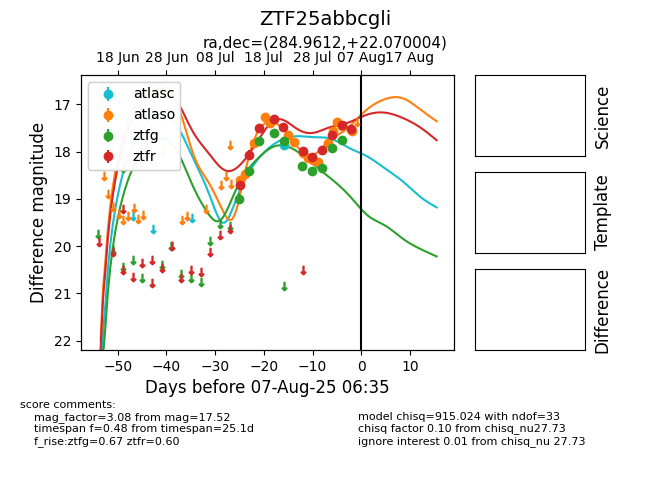 ZTF25abbcgli
ra,dec=(284.9612,+22.070004)
18 Jun 28 Jun 08 Jul 18 Jul 28 Jul 07 Aug 17 Aug
atlasc
atlaso
ztfg
ztfr
17
18
19
20
21
22
Difference magnitude
−50 −40 −30 −20 −10 0 10
Days before 07-Aug-25 06:35
Science
Template
Difference
score comments:
mag_factor=3.08 from mag=17.52
timespan f=0.48 from timespan=25.1d
f_rise:ztfg=0.67 ztfr=0.60
model chisq=915.024 with ndof=33
chisq factor 0.10 from chisq_nu27.73
ignore interest 0.01 from chisq_nu 27.73